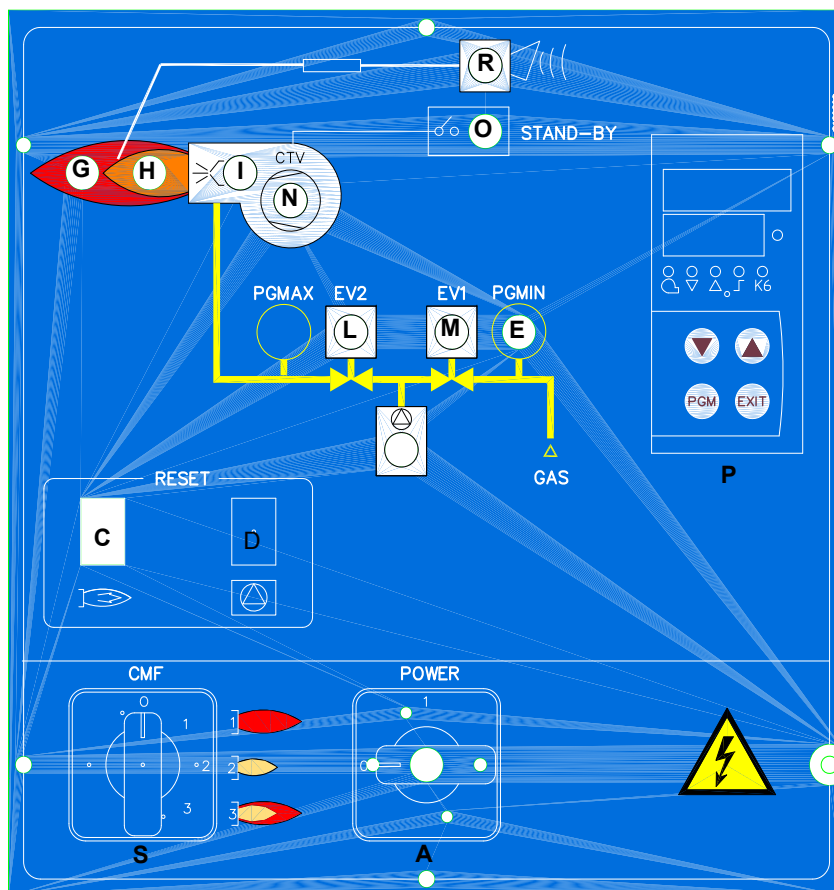 R
O STAND-BY
G H I CTV
N
PGMAX EV2 EV1 PGMIN
L M E
K6
PGM EXIT
GAS
P
RESET
C D
CMF POWER
0 1
1 1
2 2
3 3
0
S A